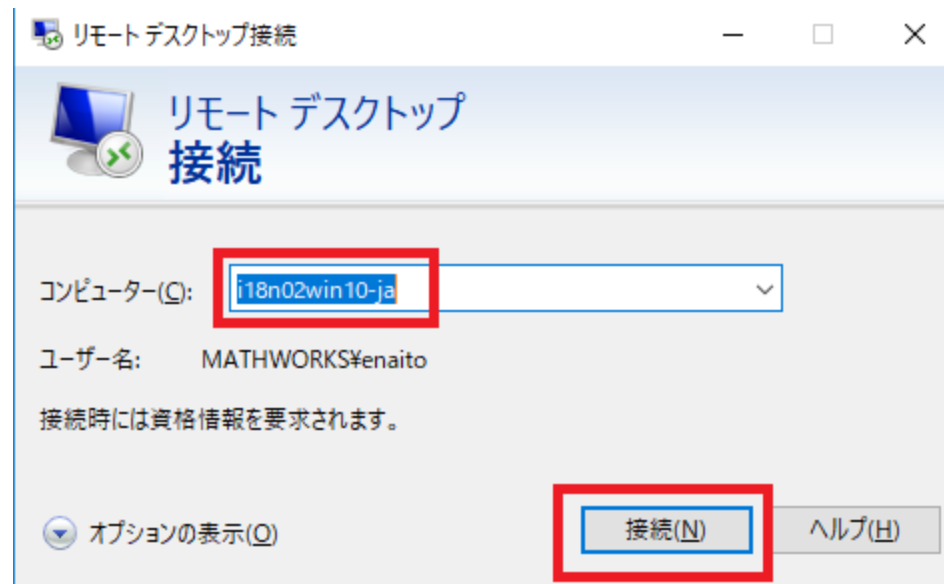 リモート デスクトップ接続
リモート デスクトップ
接続
コンピューター(C): i18n02win10-ja
ユーザー名: MATHWORKS¥enaito
接続時には資格情報を要求されます。
オプションの表示(O) 接続(N) ヘルプ(H)